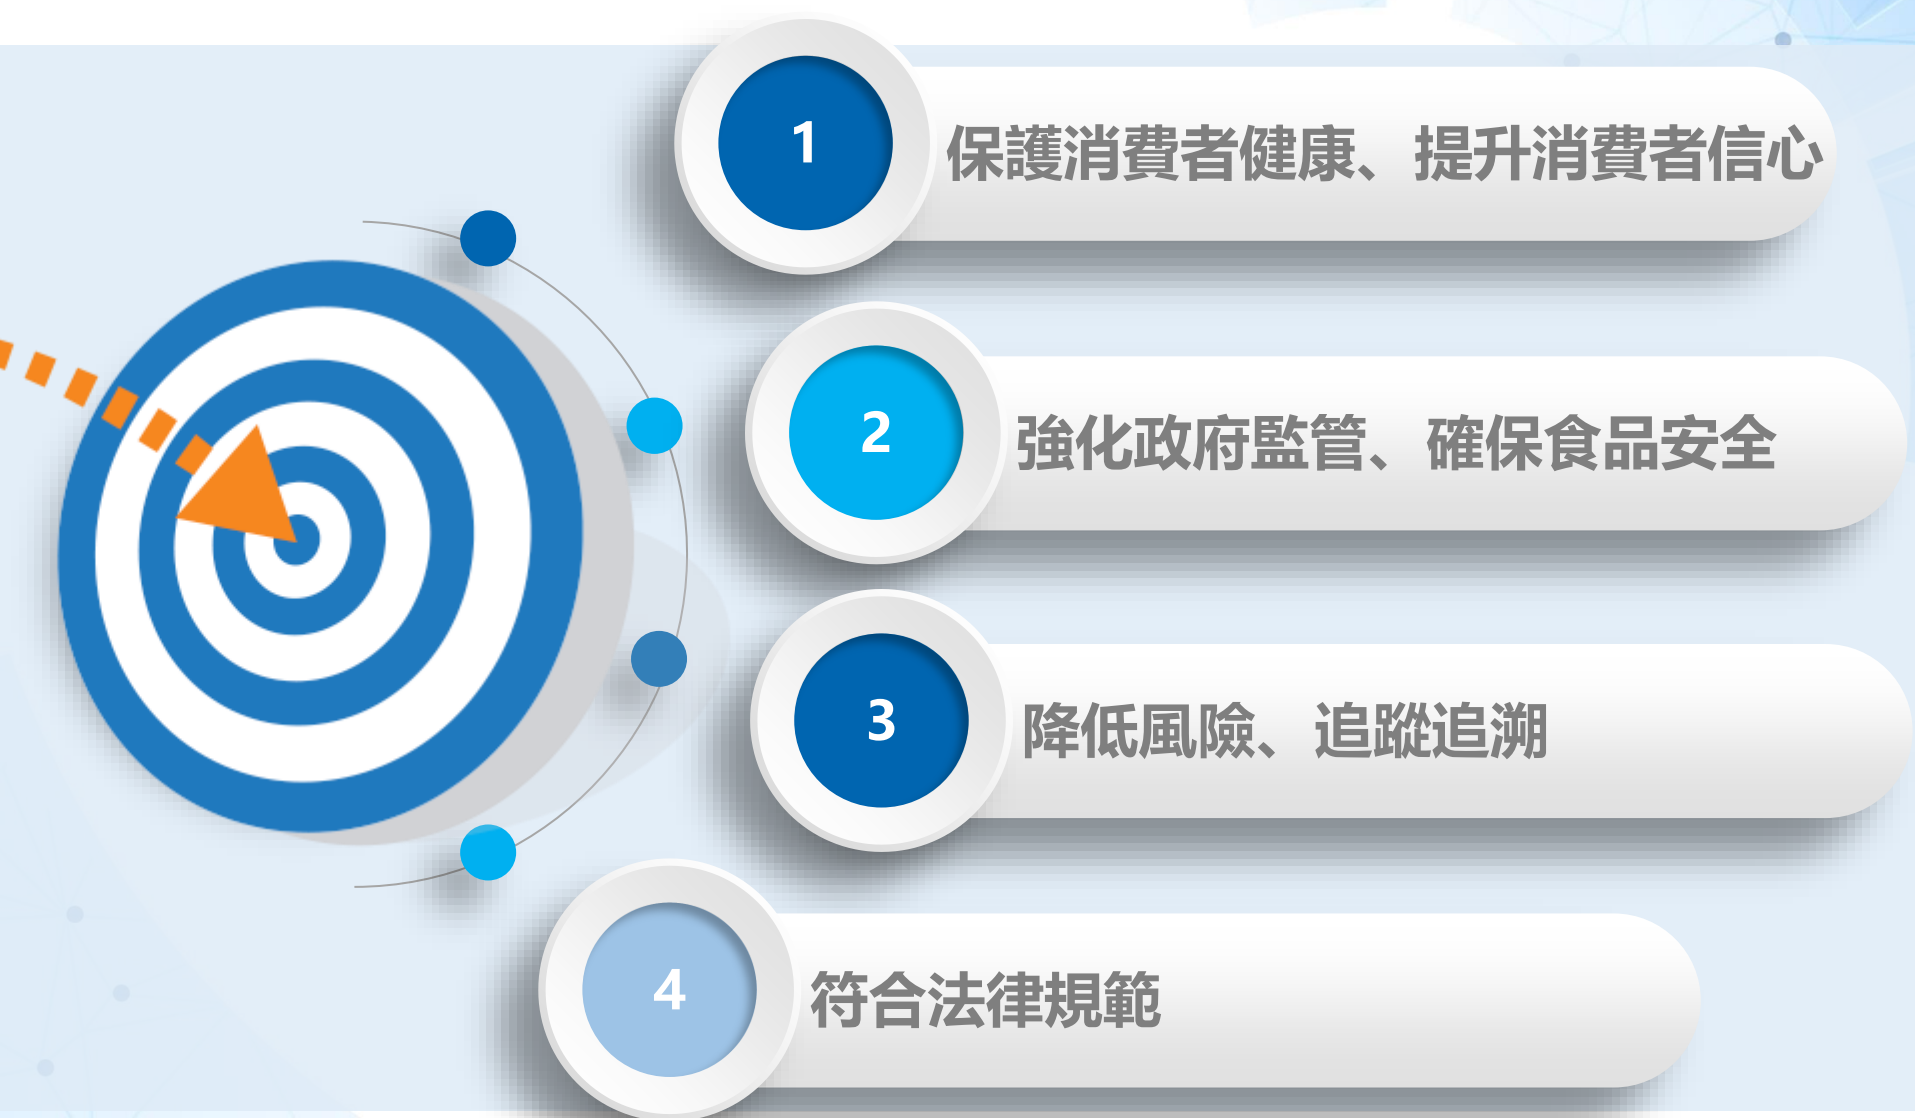 1
保護消費者健康、提升消費者信心
2
強化政府監管、確保食品安全
3
降低風險、追蹤追溯
4
符合法律規範